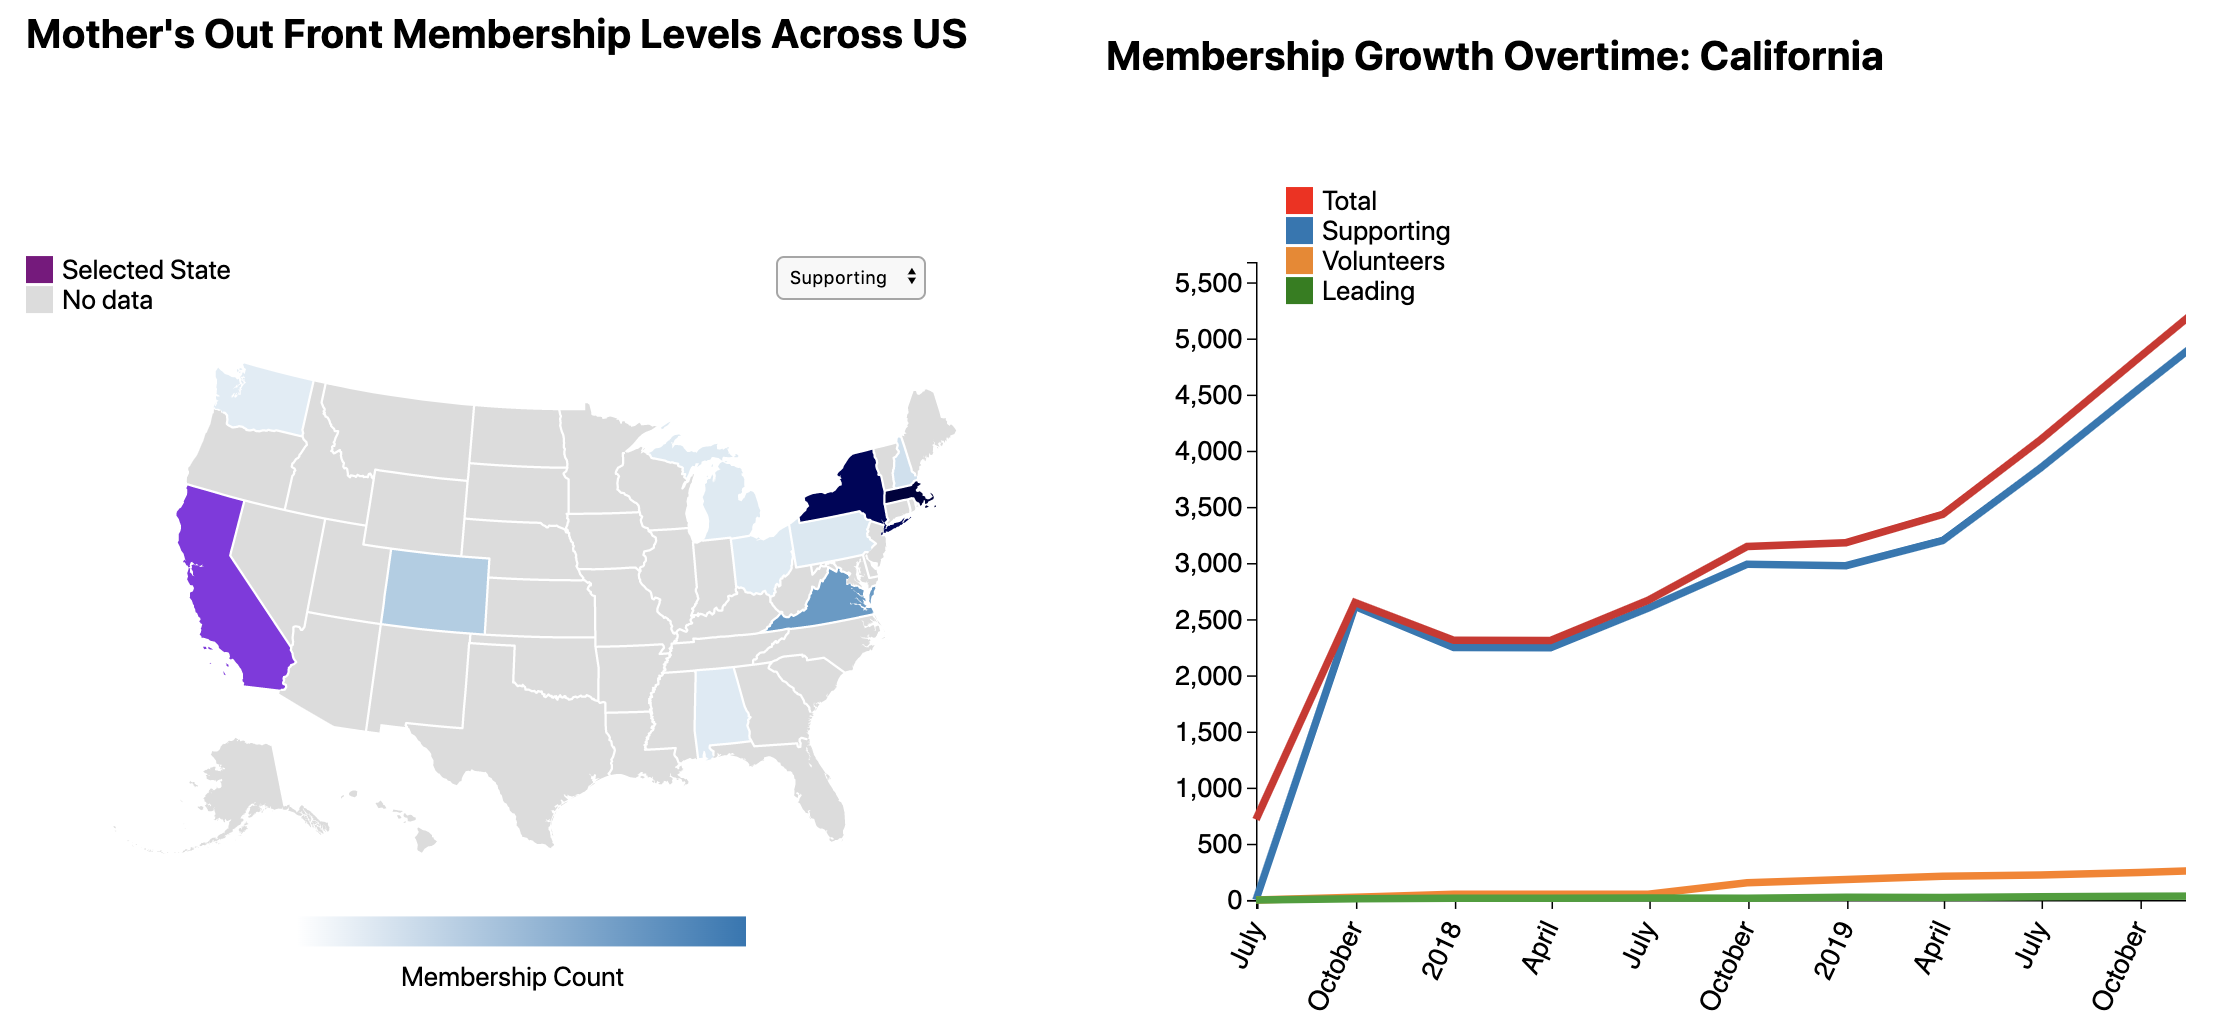 Mother's Out Front Membership Levels Across US
Selected State
No data
Supporting
Membership Count
Membership Growth Overtime: California
Total
Supporting
Volunteers
Leading
5,500
5,000
4,500
4,000
3,500
3,000
2,500
2,000
1,500
1,000
500
0
July
October
2018
April
July
October
2019
April
July
October